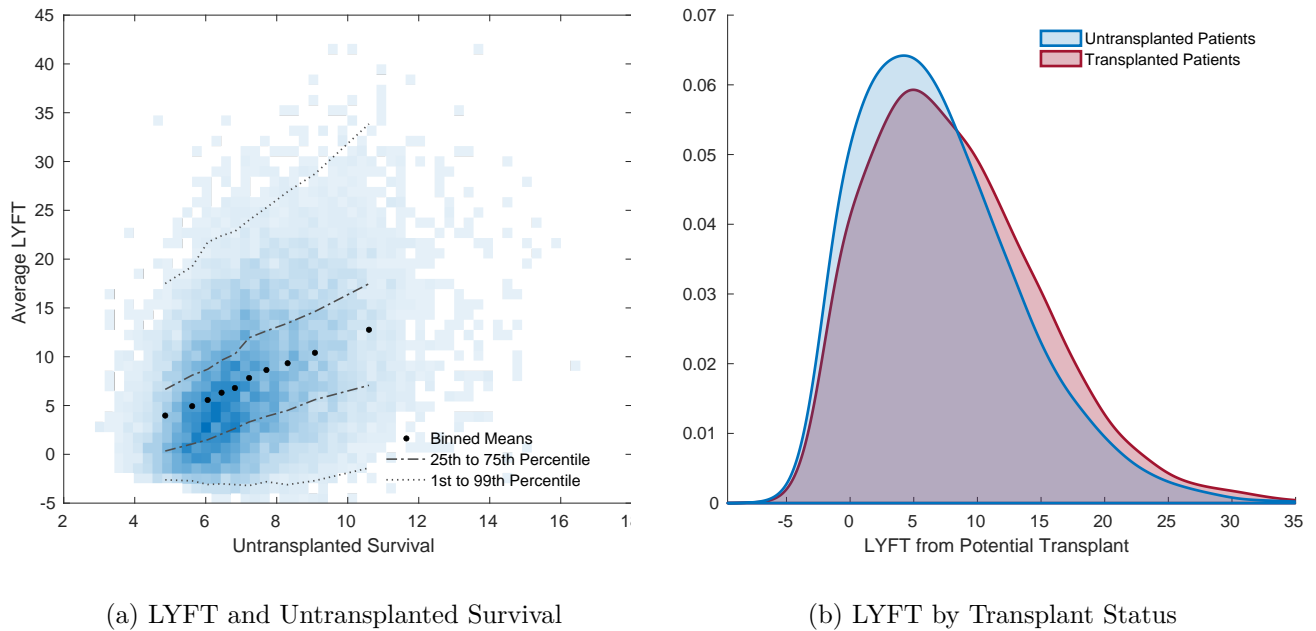 45
40
35
30
25
20
15
10
5
0
-5
Average LYFT
2 4 6 8 10 12 14 16
Untransplanted Survival
Binned Means
25th to 75th Percentile
1st to 99th Percentile
(a) LYFT and Untransplanted Survival
0.07
0.06
0.05
0.04
0.03
0.02
0.01
0
-5 0 5 10 15 20 25 30 35
LYFT from Potential Transplant
Untransplanted Patients
Transplanted Patients
(b) LYFT by Transplant Status